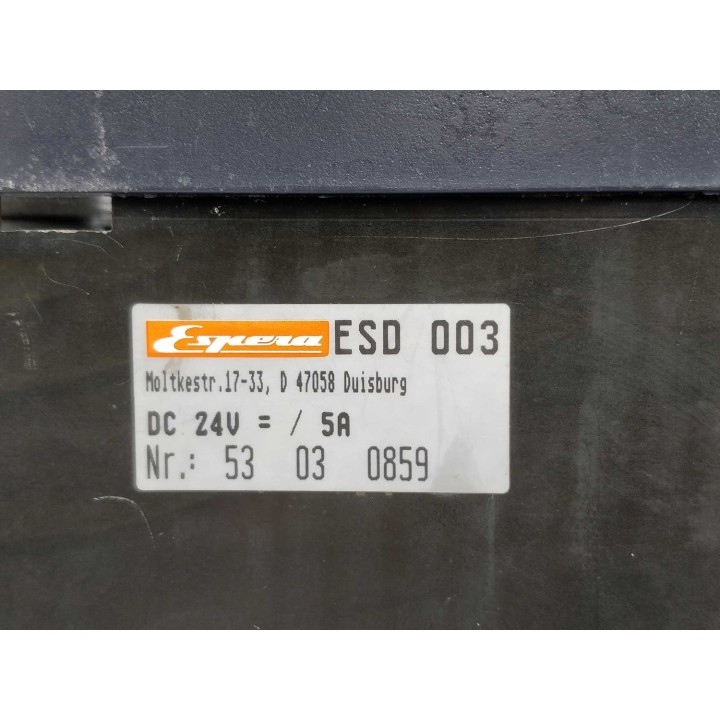 Espera ESD 003
Moltkestr.17-33, D 47058 Duisburg
DC 24V = / 5A
Nr.: 53 03 0859